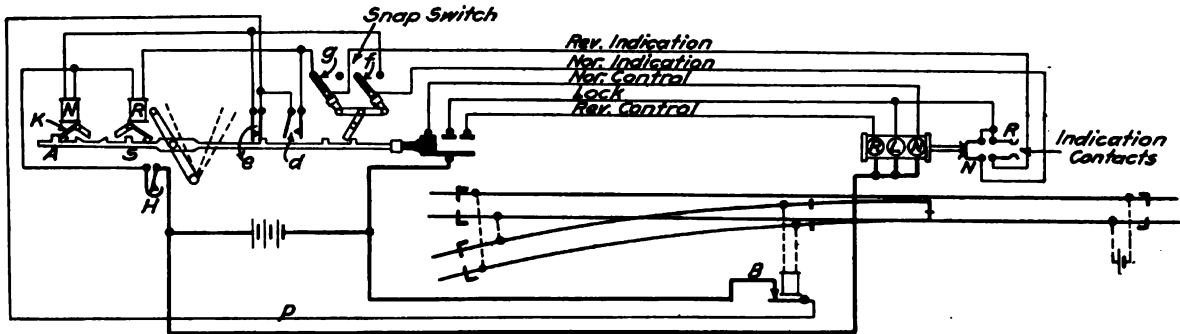 Snap Switch
Rev. Indication
Nor. Indication
Nor. Control
Lock
Rev. Control
g
f
N
R
K
A
S
e
d
H
R L N
R
N
Indication
Contacts
B
P